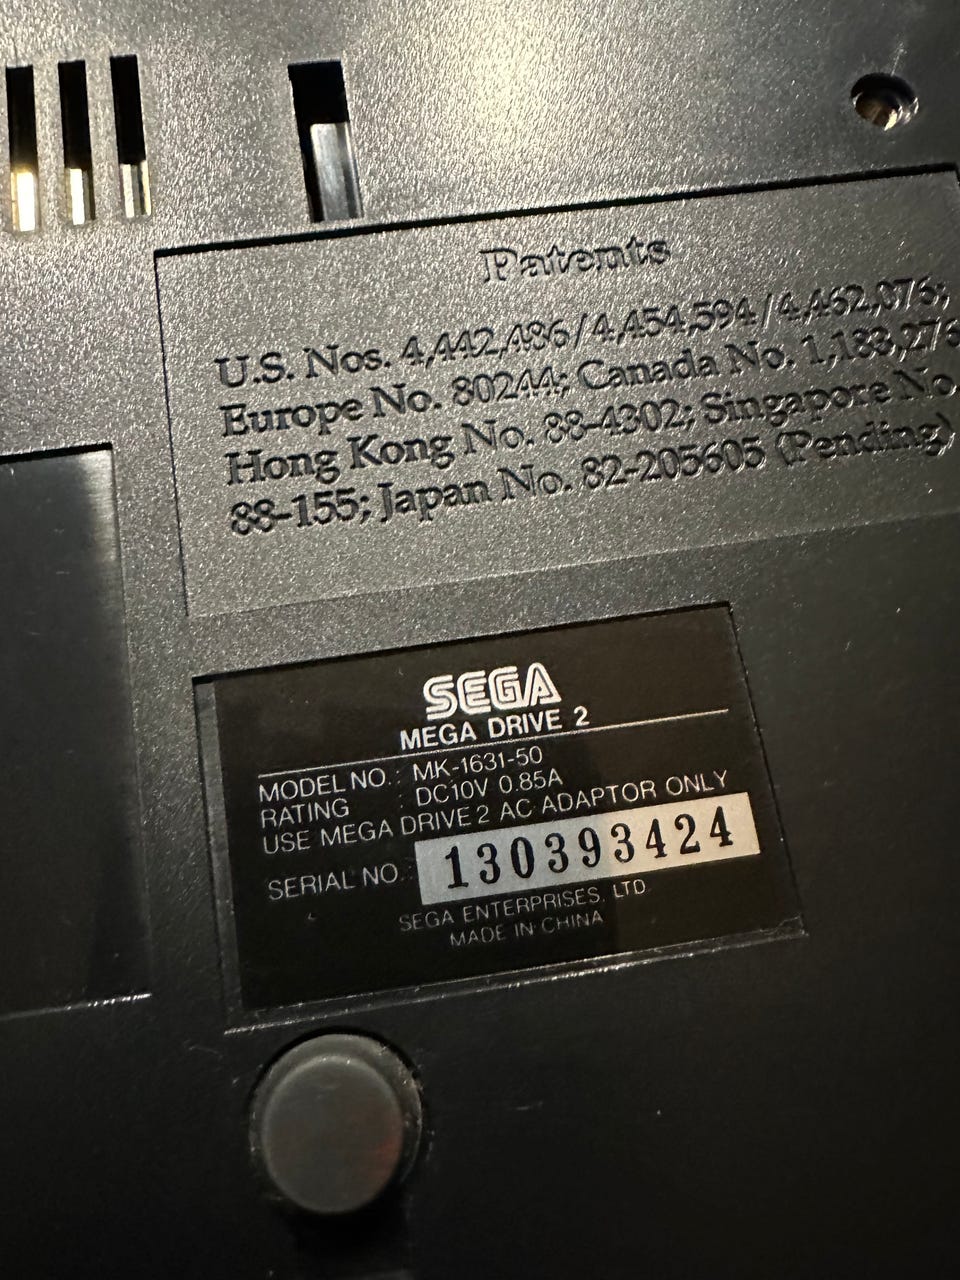 Patents
U.S. Nos. 4,442,486/4,454,594/4,462,076;
Europe No. 80244; Canada No. 1,183,276
Hong Kong No. 88-4302; Singapore No
88-155; Japan No. 82-205605 (Pending)
SEGA
MEGA DRIVE 2
MODEL NO. : MK-1631-50
RATING : DC10V 0.85A
USE MEGA DRIVE 2 AC ADAPTOR ONLY
SERIAL NO. : 130393424
SEGA ENTERPRISES, LTD.
MADE IN CHINA